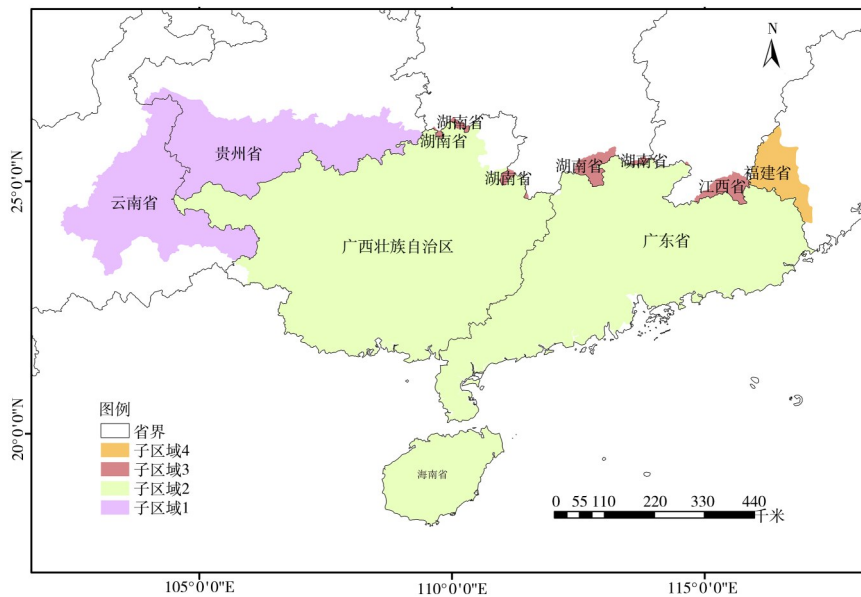 N
湖南省
湖南省
贵州省
湖南省
湖南省
湖南省
江西省
福建省
云南省
广西壮族自治区
广东省
海南省
25°0'0"N
20°0'0"N
图例
省界
子区域4
子区域3
子区域2
子区域1
0 55 110 220 330 440
千米
105°0'0"E 110°0'0"E 115°0'0"E